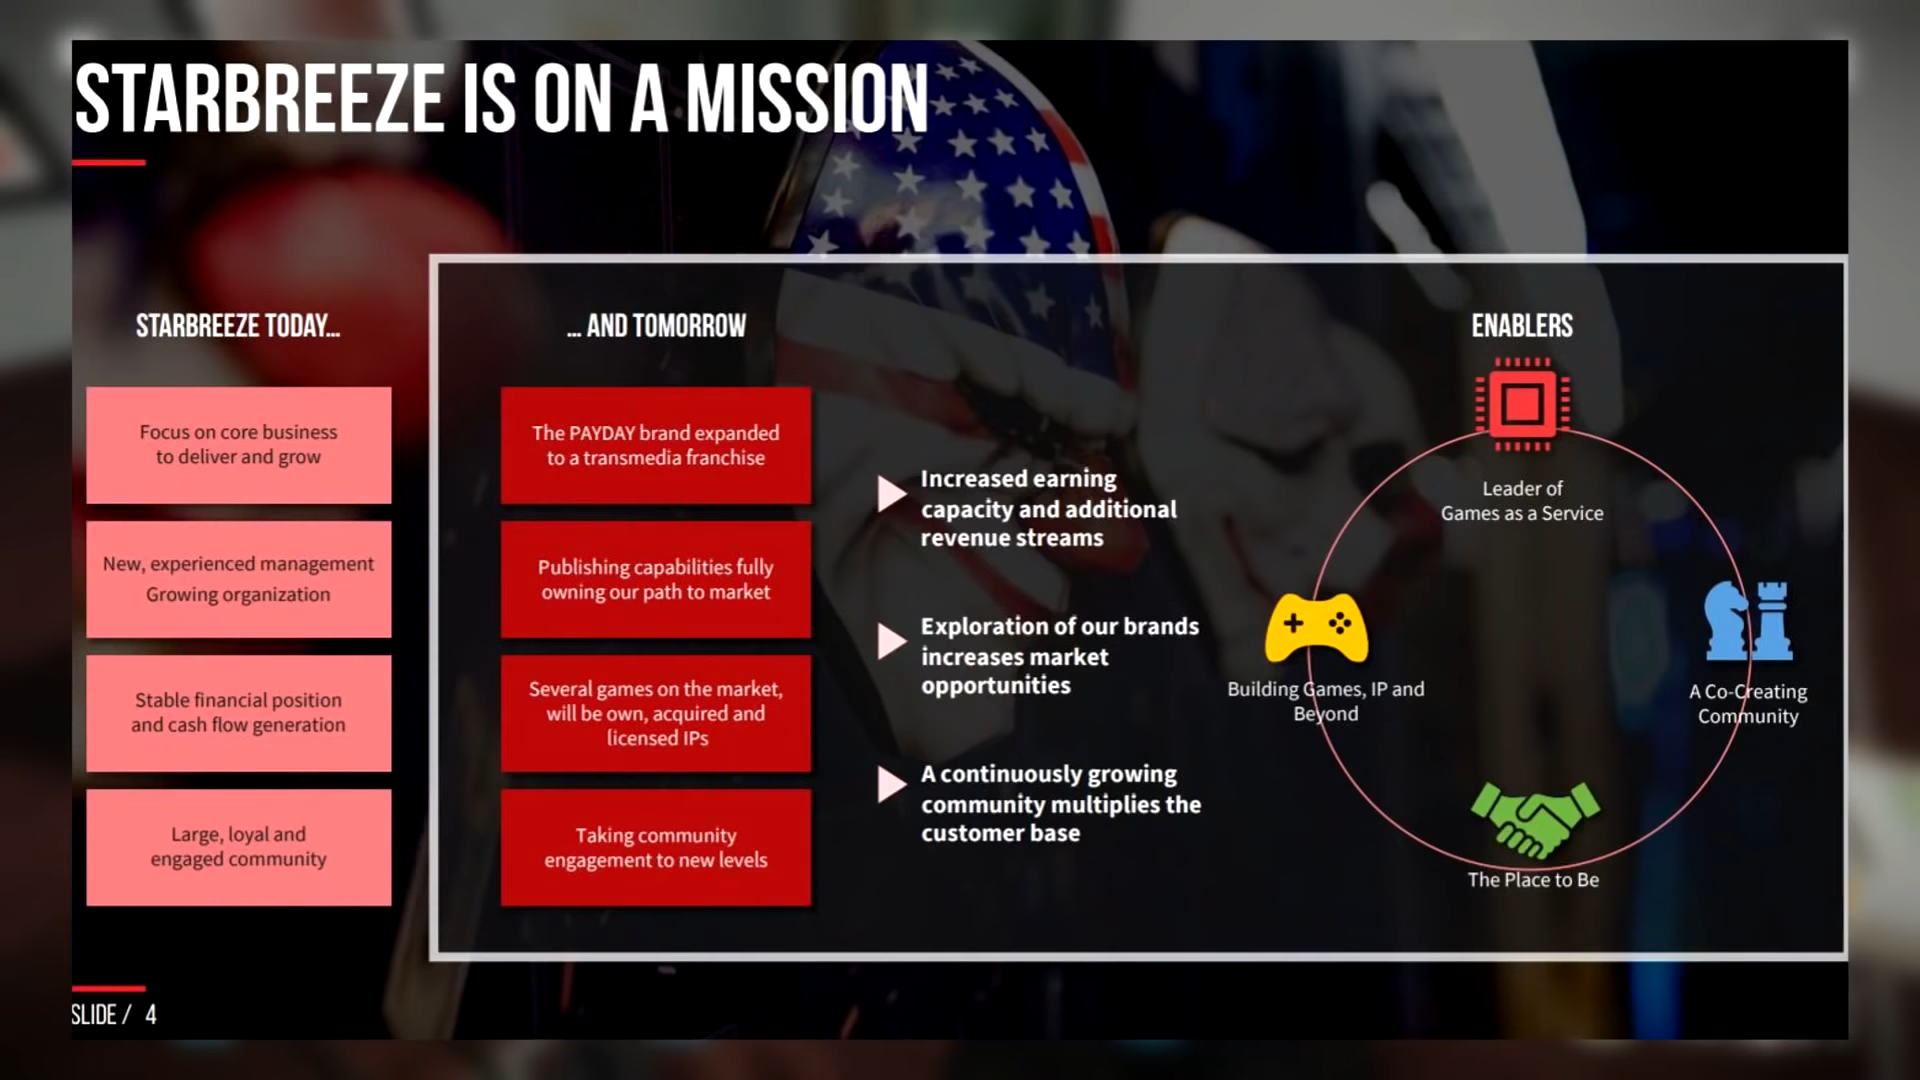 STARBREEZE IS ON A MISSION
STARBREEZE TODAY...
Focus on core business
to deliver and grow
New, experienced management
Growing organization
Stable financial position
and cash flow generation
Large, loyal and
engaged community
... AND TOMORROW
The PAYDAY brand expanded
to a transmedia franchise
Publishing capabilities fully
owning our path to market
Several games on the market,
will be own, acquired and
licensed IPs
Taking community
engagement to new levels
Increased earning
capacity and additional
revenue streams
Exploration of our brands
increases market
opportunities
A continuously growing
community multiplies the
customer base
ENABLERS
Leader of
Games as a Service
Building Games, IP and
Beyond
A Co-Creating
Community
The Place to Be
SLIDE / 4